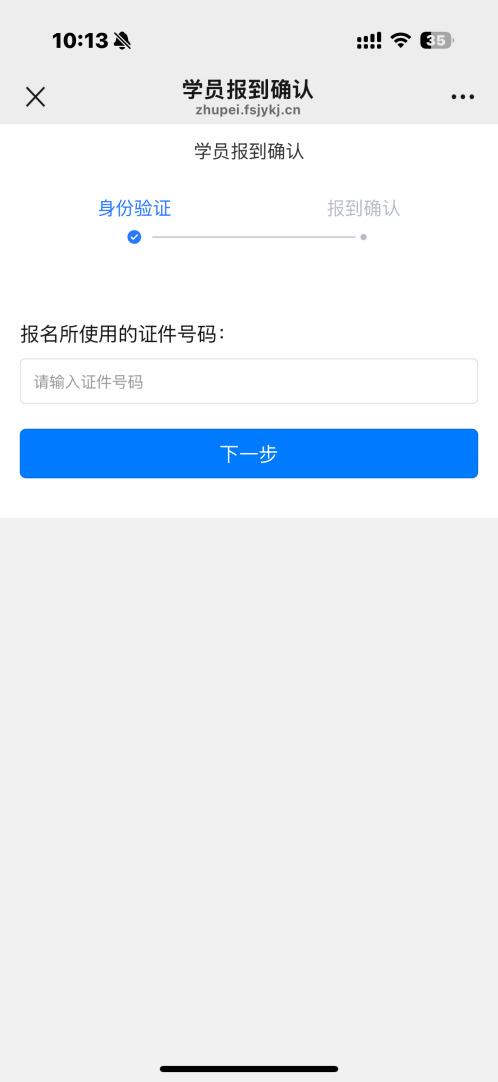 10:13
35
学员报到确认
zhupei.fsjykj.cn
学员报到确认
身份验证
报到确认
报名所使用的证件号码：
请输入证件号码
下一步